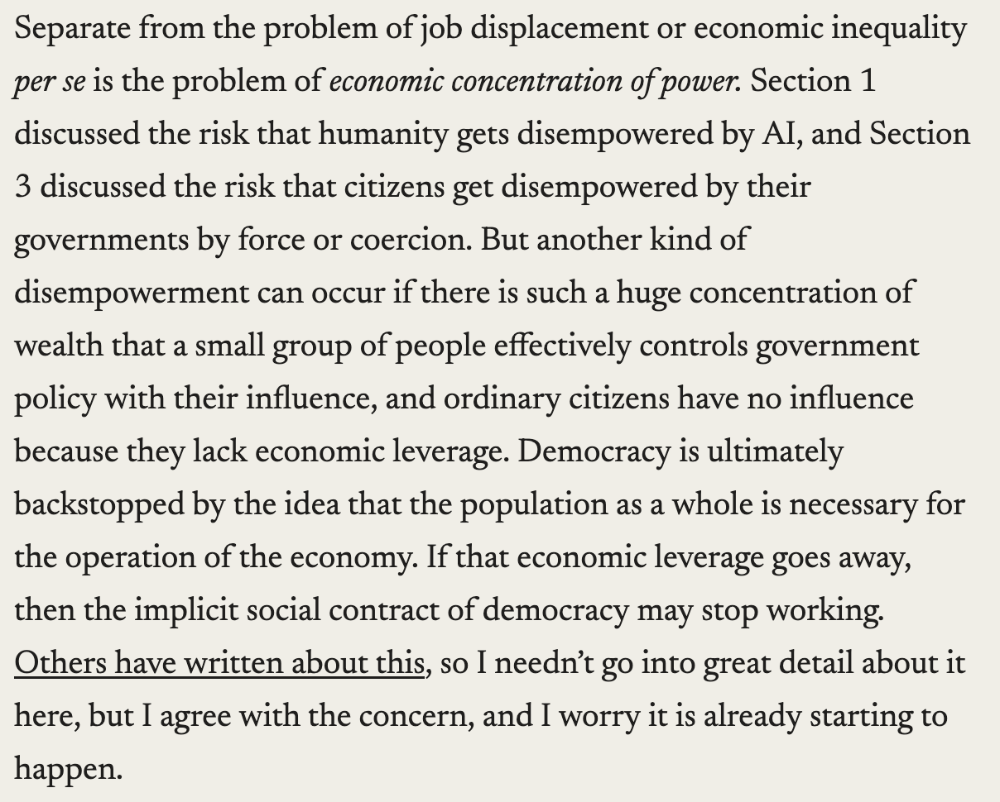 Separate from the problem of job displacement or economic inequality
per se is the problem of economic concentration of power. Section 1
discussed the risk that humanity gets disempowered by AI, and Section
3 discussed the risk that citizens get disempowered by their
governments by force or coercion. But another kind of
disempowerment can occur if there is such a huge concentration of
wealth that a small group of people effectively controls government
policy with their influence, and ordinary citizens have no influence
because they lack economic leverage. Democracy is ultimately
backstopped by the idea that the population as a whole is necessary for
the operation of the economy. If that economic leverage goes away,
then the implicit social contract of democracy may stop working.
Others have written about this, so I needn’t go into great detail about it
here, but I agree with the concern, and I worry it is already starting to
happen.